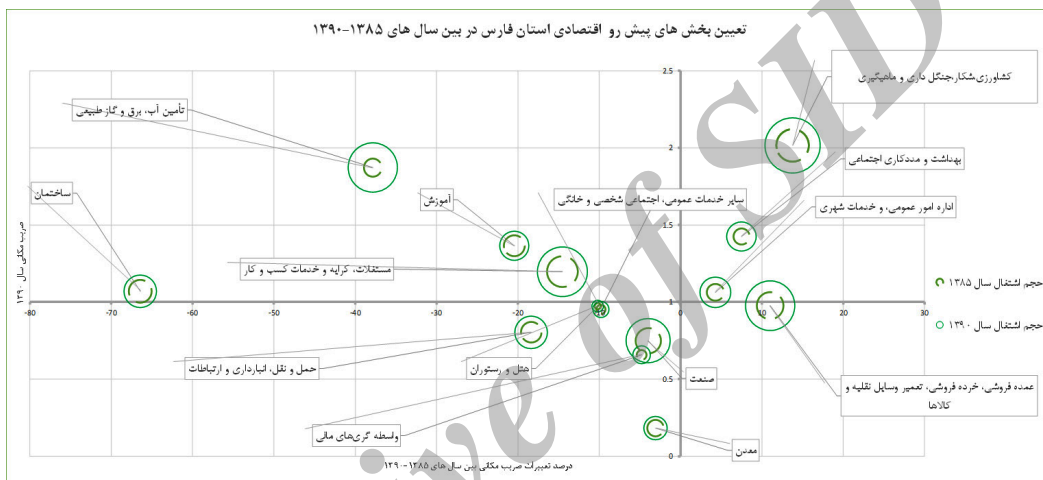 تعیین بخش های پیش رو اقتصادی استان فارس در بین سال های ۱۳۸۵-۱۳۹۰
2.5
2
1.5
1
0.5
0
-80
-70
-60
-50
-40
-30
-20
-10
0
10
20
30
کشاورزی،شکار،جنگل داری و ماهیگیری
تأمین آب، برق و گاز طبیعی
بهداشت و مددکاری اجتماعی
ساختمان
آموزش
سایر خدمات عمومی، اجتماعی شخصی و خانگی
اداره امور عمومی، و خدمات شهری
مستغلات، کرایه و خدمات کسب و کار
حجم اشتغال سال ۱۳۸۵
حجم اشتغال سال ۱۳۹۰
حمل و نقل، انبارداری و ارتباطات
هتل و رستوران
صنعت
عمده فروشی، خرده فروشی، تعمیر وسایل نقلیه و
کالاها
واسطه گری‌های مالی
معدن
ضریب مکانی سال ۱۳۹۰
درصد تغییرات ضریب مکانی بین سال های ۱۳۸۵-۱۳۹۰
ive of SID